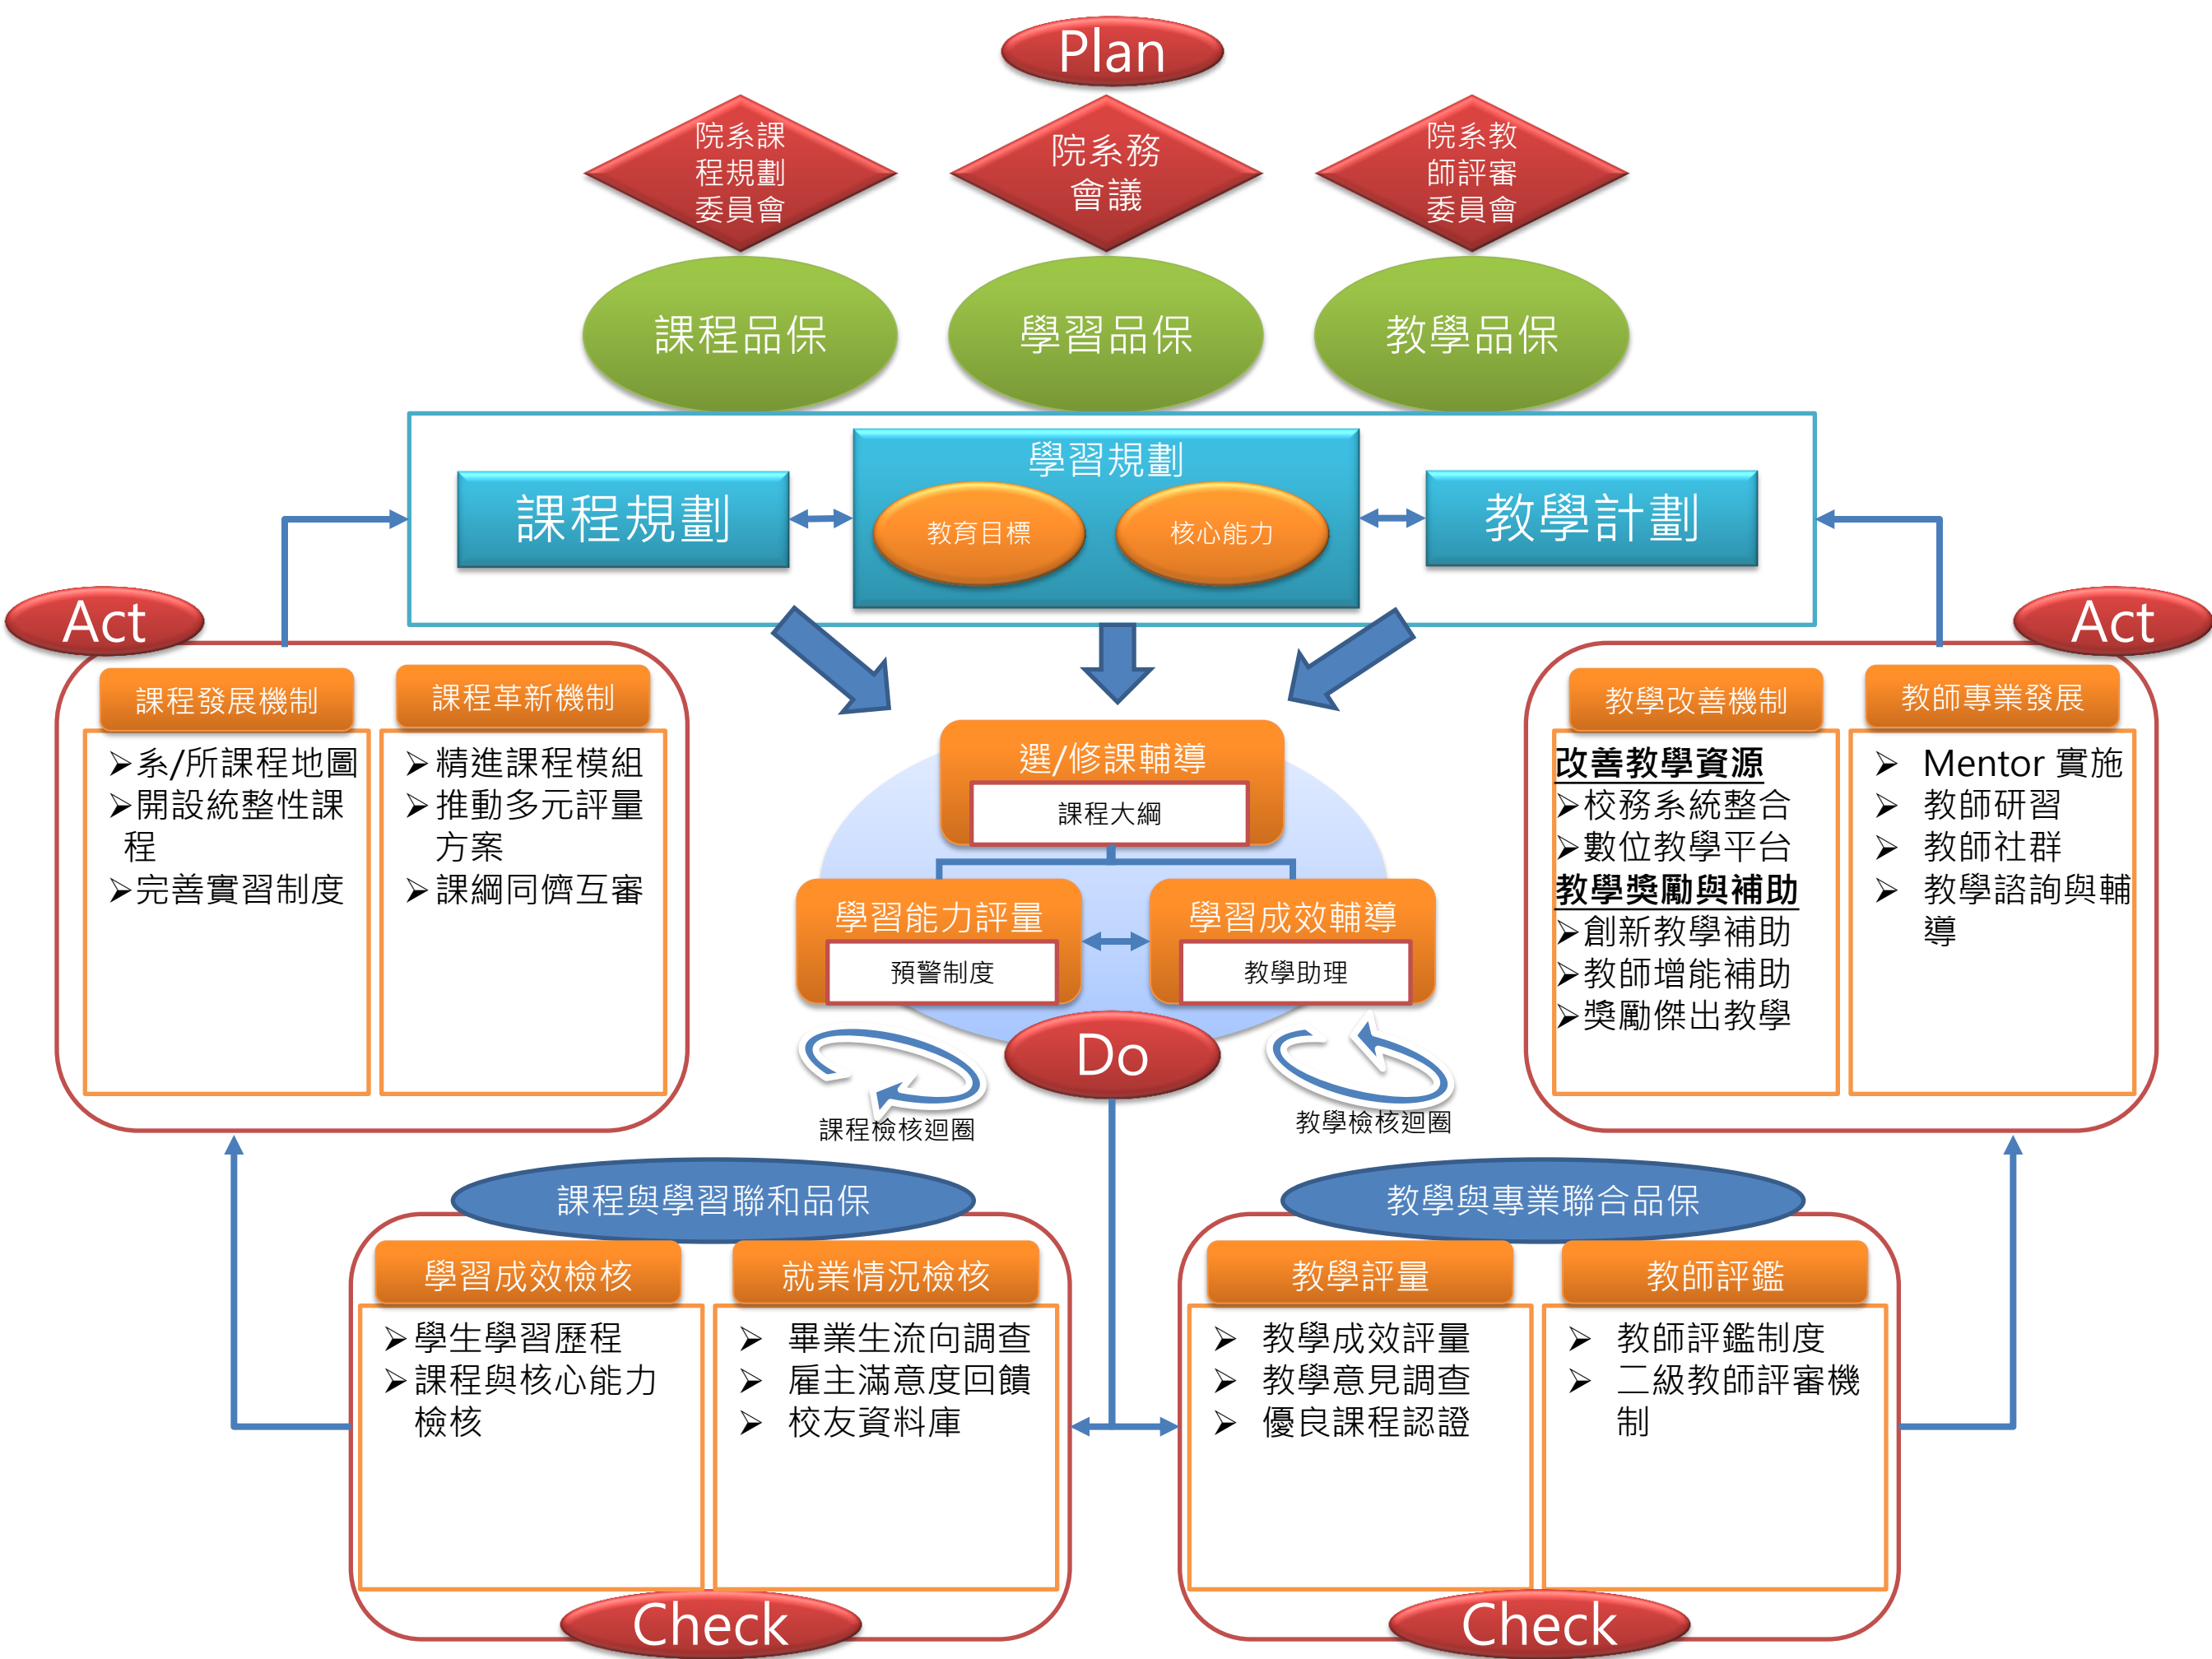 Plan
院系課
程規劃
委員會
院系務
會議
院系教
師評審
委員會
課程品保
學習品保
教學品保
學習規劃
課程規劃
教育目標
核心能力
教學計劃
Act
Act
課程發展機制
➢系/所課程地圖
➢開設統整性課
程
➢完善實習制度
課程革新機制
➢精進課程模組
➢推動多元評量
方案
➢課綱同儕互審
選/修課輔導
課程大綱
學習能力評量
預警制度
學習成效輔導
教學助理
Do
課程檢核迴圈
教學檢核迴圈
教學改善機制
改善教學資源
➢校務系統整合
➢數位教學平台
教學獎勵與補助
➢創新教學補助
➢教師增能補助
➢獎勵傑出教學
教師專業發展
➢ Mentor 實施
➢ 教師研習
➢ 教師社群
➢ 教學諮詢與輔
導
課程與學習聯和品保
學習成效檢核
➢學生學習歷程
➢課程與核心能力
檢核
就業情況檢核
➢ 畢業生流向調查
➢ 雇主滿意度回饋
➢ 校友資料庫
Check
教學與專業聯合品保
教學評量
➢ 教學成效評量
➢ 教學意見調查
➢ 優良課程認證
教師評鑑
➢ 教師評鑑制度
➢ 二級教師評審機
制
Check